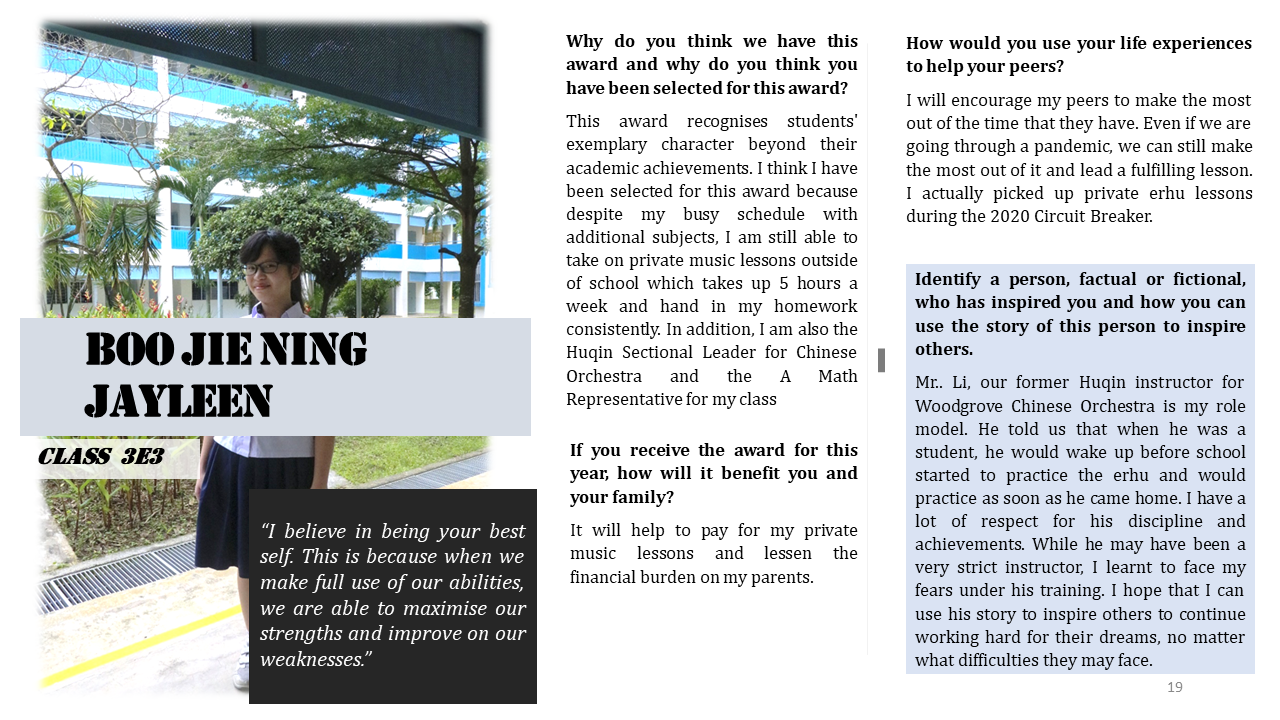 BOO JIE NING
JAYLEEN
CLASS 3E3
“I believe in being your best
self. This is because when we
make full use of our abilities,
we are able to maximise our
strengths and improve on our
weaknesses.”
Why do you think we have this
award and why do you think you
have been selected for this award?
This award recognises students'
exemplary character beyond their
academic achievements. I think I have
been selected for this award because
despite my busy schedule with
additional subjects, I am still able to
take on private music lessons outside
of school which takes up 5 hours a
week and hand in my homework
consistently. In addition, I am also the
Huqin Sectional Leader for Chinese
Orchestra and the A Math
Representative for my class
If you receive the award for this
year, how will it benefit you and
your family?
It will help to pay for my private
music lessons and lessen the
financial burden on my parents.
How would you use your life experiences
to help your peers?
I will encourage my peers to make the most
out of the time that they have. Even if we are
going through a pandemic, we can still make
the most out of it and lead a fulfilling lesson.
I actually picked up private erhu lessons
during the 2020 Circuit Breaker.
Identify a person, factual or fictional,
who has inspired you and how you can
use the story of this person to inspire
others.
Mr.. Li, our former Huqin instructor for
Woodgrove Chinese Orchestra is my role
model. He told us that when he was a
student, he would wake up before school
started to practice the erhu and would
practice as soon as he came home. I have a
lot of respect for his discipline and
achievements. While he may have been a
very strict instructor, I learnt to face my
fears under his training. I hope that I can
use his story to inspire others to continue
working hard for their dreams, no matter
what difficulties they may face.
19